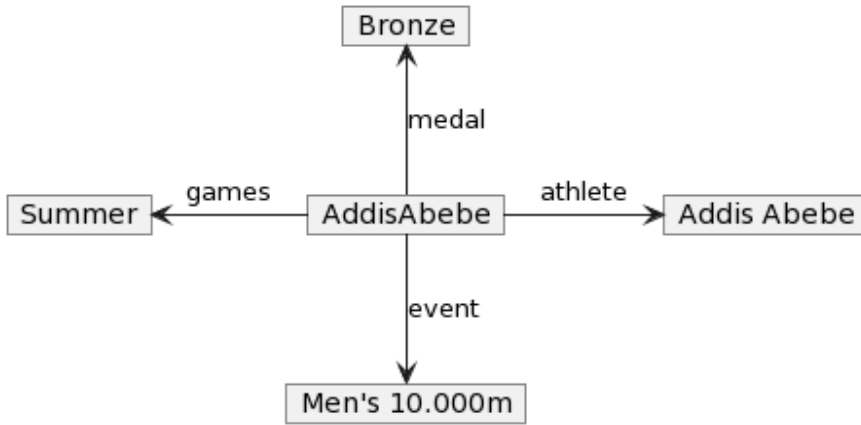 Bronze
medal
games
athlete
Summer
AddisAbebe
Addis Abebe
event
Men's 10.000m